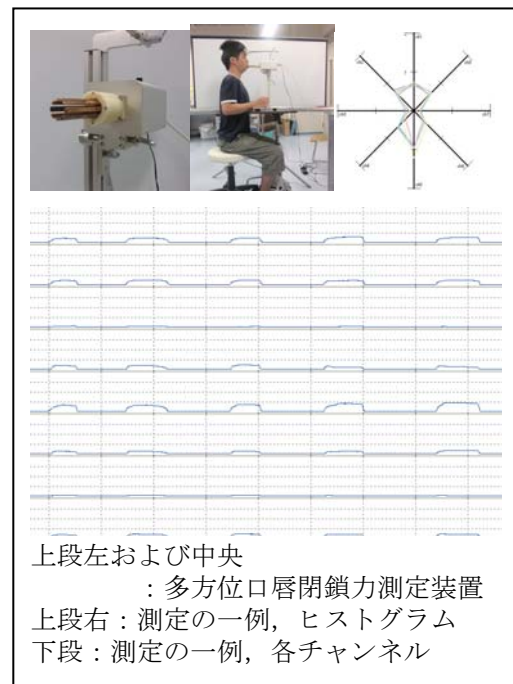 上段左および中央
：多方位口唇閉鎖力測定装置
上段右：測定の一例，ヒストグラム
下段：測定の一例，各チャンネル